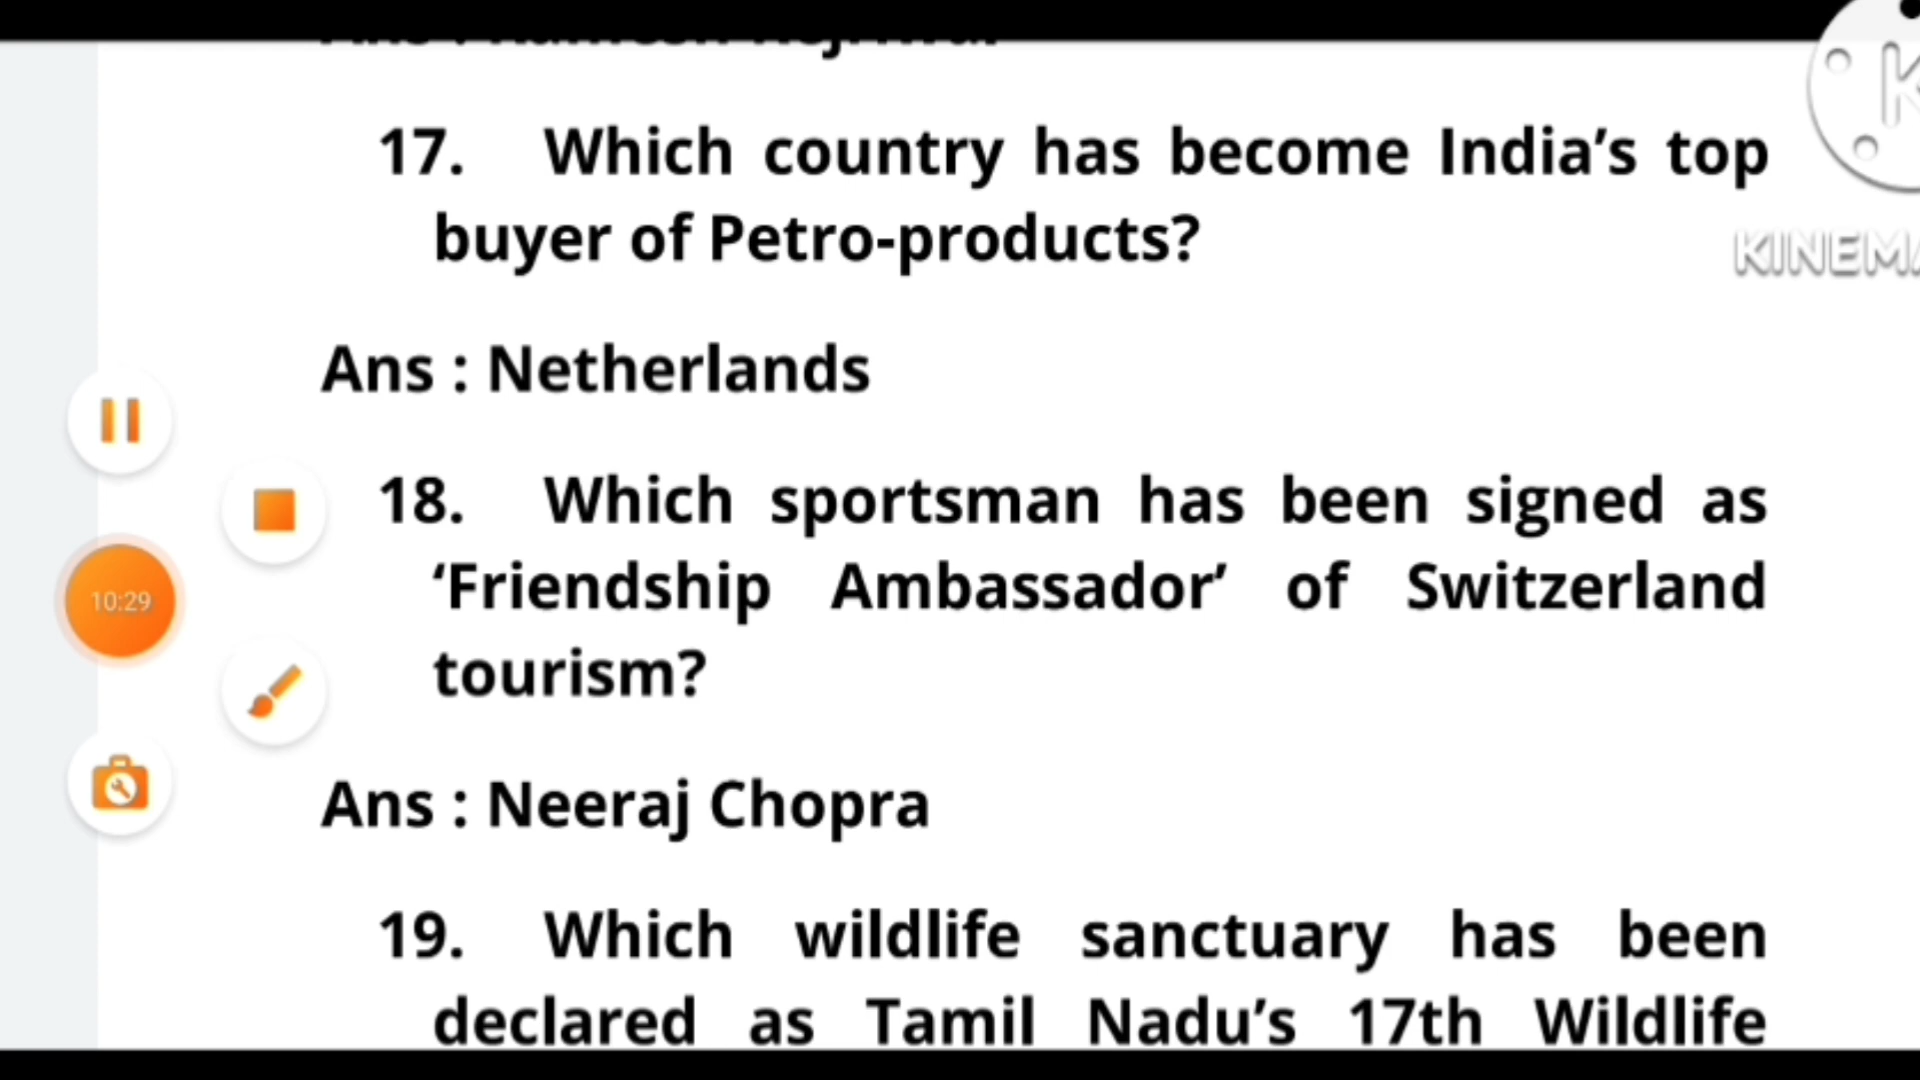 17. Which country has become India’s top
buyer of Petro-products?
Ans : Netherlands
18. Which sportsman has been signed as
‘Friendship Ambassador’ of Switzerland
tourism?
Ans : Neeraj Chopra
19. Which wildlife sanctuary has been
declared as Tamil Nadu’s 17th Wildlife
10:29
K
KINEMA